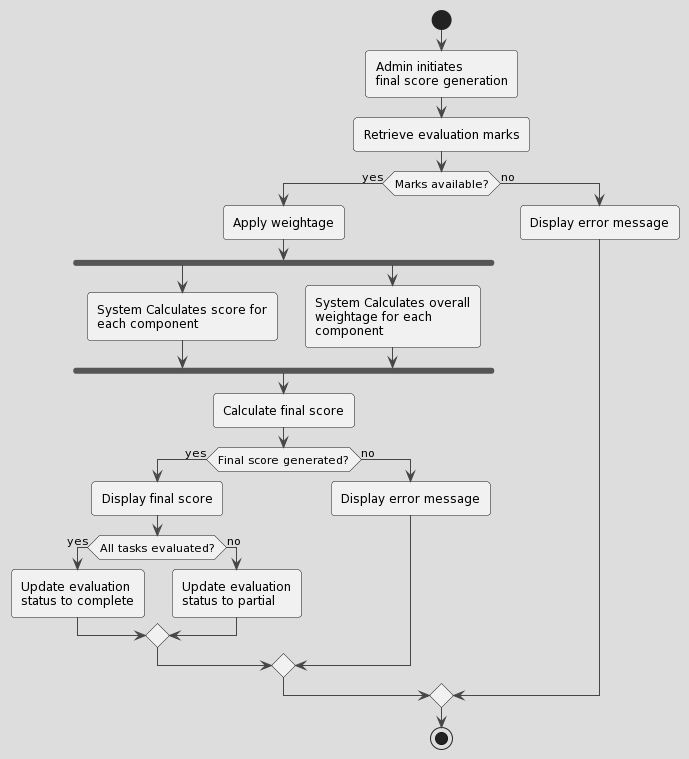 Admin initiates
final score generation
Retrieve evaluation marks
yes
Marks available?
no
Apply weightage
Display error message
System Calculates score for
each component
System Calculates overall
weightage for each
component
Calculate final score
yes
Final score generated?
no
Display final score
Display error message
yes
All tasks evaluated?
no
Update evaluation
status to complete
Update evaluation
status to partial